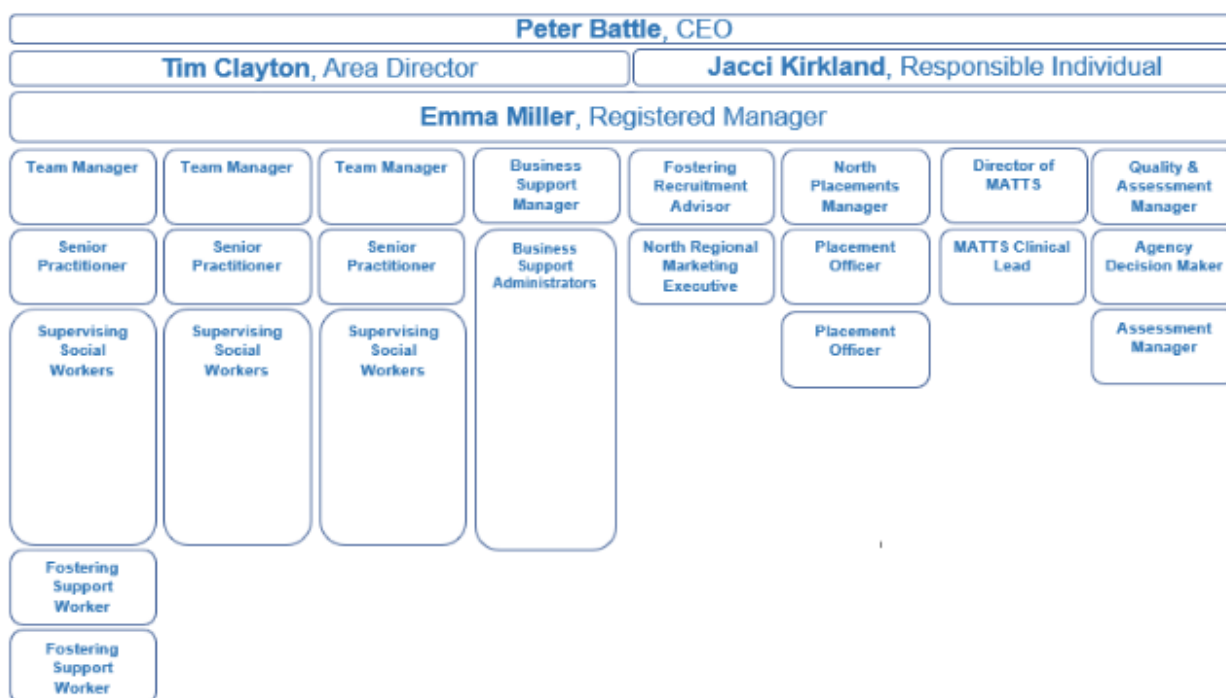 Peter Battle, CEO
Tim Clayton, Area Director
Jacci Kirkland, Responsible Individual
Emma Miller, Registered Manager
Team Manager
Team Manager
Team Manager
Business
Support
Manager
Fostering
Recruitment
Advisor
North
Placements
Manager
Director of
MATTS
Quality &
Assessment
Manager
Senior
Practitioner
Senior
Practitioner
Senior
Practitioner
Business
Support
Administrators
North Regional
Marketing
Executive
Placement
Officer
MATTS Clinical
Lead
Agency
Decision Maker
Supervising
Social
Workers
Supervising
Social
Workers
Supervising
Social
Workers
Placement
Officer
Assessment
Manager
Fostering
Support
Worker
Fostering
Support
Worker